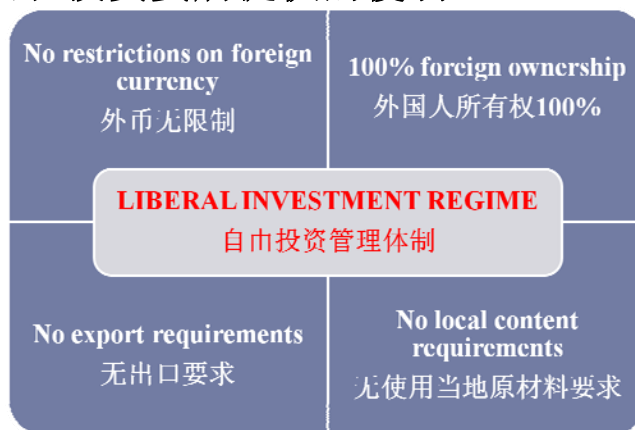 No restrictions on foreign
currency
外币无限制
100% foreign ownership
外国人所有权100%
LIBERAL INVESTMENT REGIME
自由投资管理体制
No export requirements
无出口要求
No local content
requirements
无使用当地原材料要求